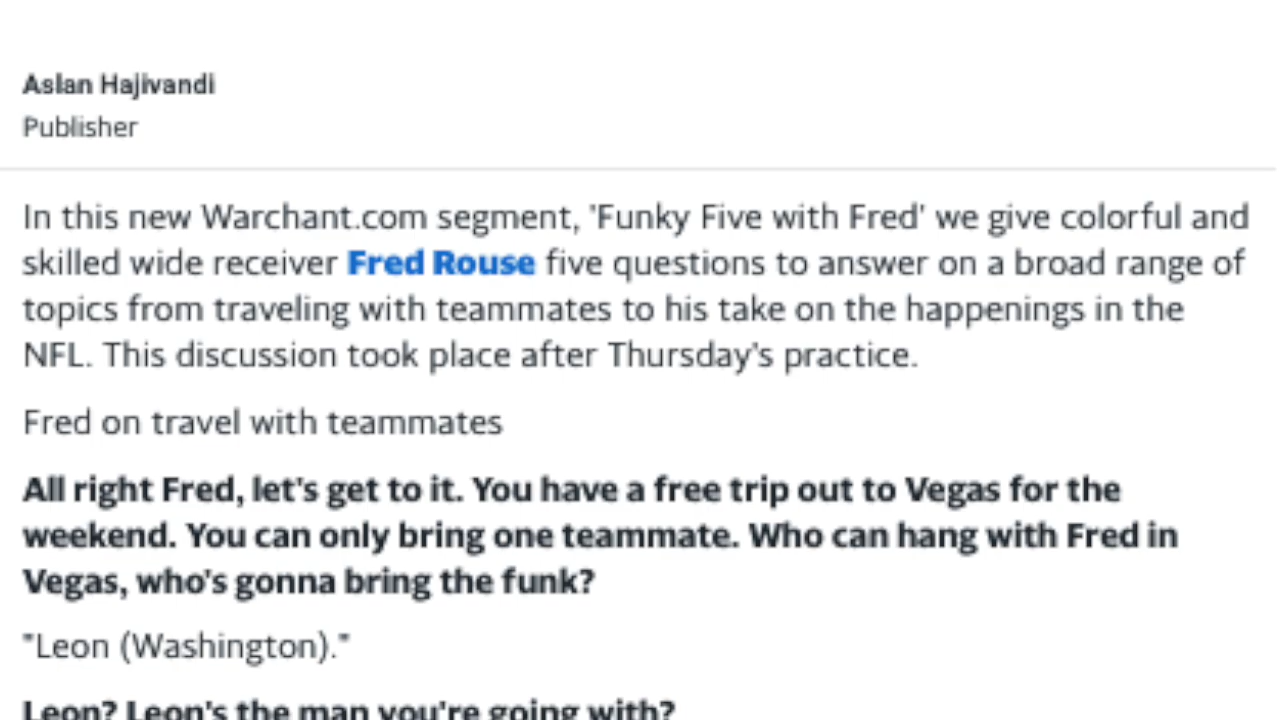 Aslan Hajivandi
Publisher
In this new Warchant.com segment, 'Funky Five with Fred' we give colorful and
skilled wide receiver Fred Rouse five questions to answer on a broad range of
topics from traveling with teammates to his take on the happenings in the
NFL. This discussion took place after Thursday's practice.
Fred on travel with teammates
All right Fred, let's get to it. You have a free trip out to Vegas for the
weekend. You can only bring one teammate. Who can hang with Fred in
Vegas, who's gonna bring the funk?
"Leon (Washington)."
Leon? Leon's the man you're going with?